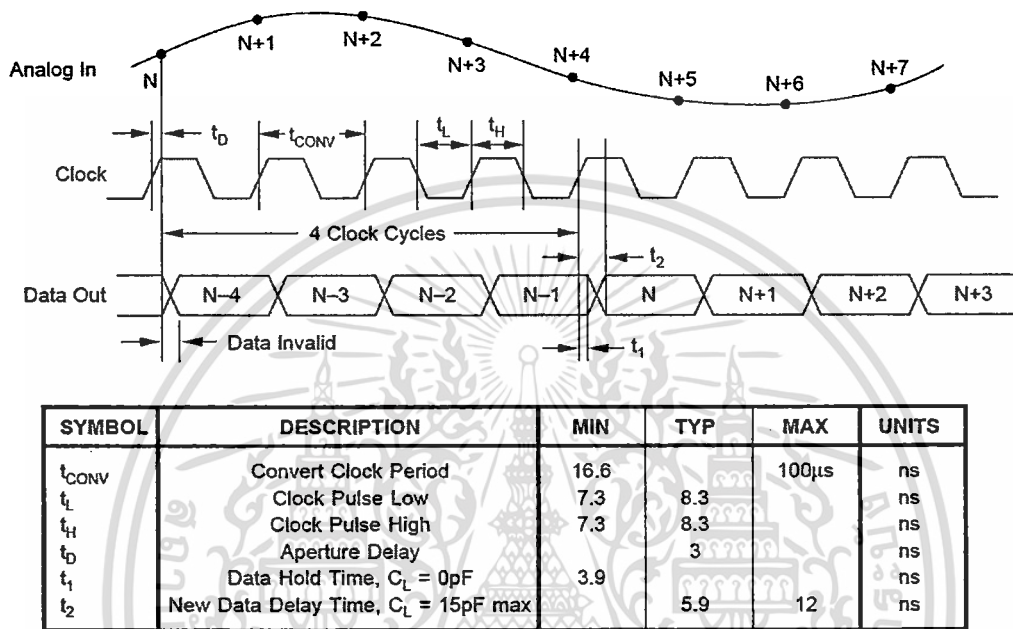 N+1 N+2 N+3 N+4 N+5 N+6 N+7
Analog In
N
t_D t_CONV t_L t_H
Clock
4 Clock Cycles
t_2
Data Out N–4 N–3 N–2 N–1 N N+1 N+2 N+3
Data Invalid t_1
SYMBOL DESCRIPTION MIN TYP MAX UNITS
t_CONV Convert Clock Period 16.6 100µs ns
t_L Clock Pulse Low 7.3 8.3 ns
t_H Clock Pulse High 7.3 8.3 ns
t_D Aperture Delay 3 ns
t_1 Data Hold Time, C_L = 0pF 3.9 ns
t_2 New Data Delay Time, C_L = 15pF max 5.9 12 ns